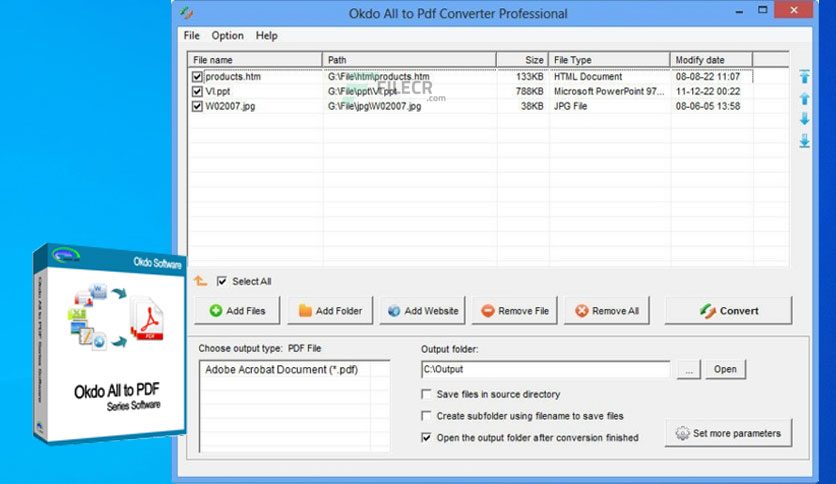 Okdo All to Pdf Converter Professional
File Option Help
File name Path Size File Type Modify date
products.htm G:\File\htm\products.htm 133KB HTML Document 08-08-22 11:07
VI.ppt G:\File\ppt\VI.ppt 788KB Microsoft PowerPoint 97... 11-12-22 00:22
W02007.jpg G:\File\jpg\W02007.jpg 38KB JPG File 08-06-05 13:58
FILECR
.com
Select All
Add Files Add Folder Add Website Remove File Remove All Convert
Choose output type: PDF File
Adobe Acrobat Document (*.pdf)
Output folder:
C:\Output ... Open
Save files in source directory
Create subfolder using filename to save files
Open the output folder after conversion finished
Set more parameters
Okdo Software
Okdo All to PDF Series Software
PDF
Okdo All to PDF
Series Software